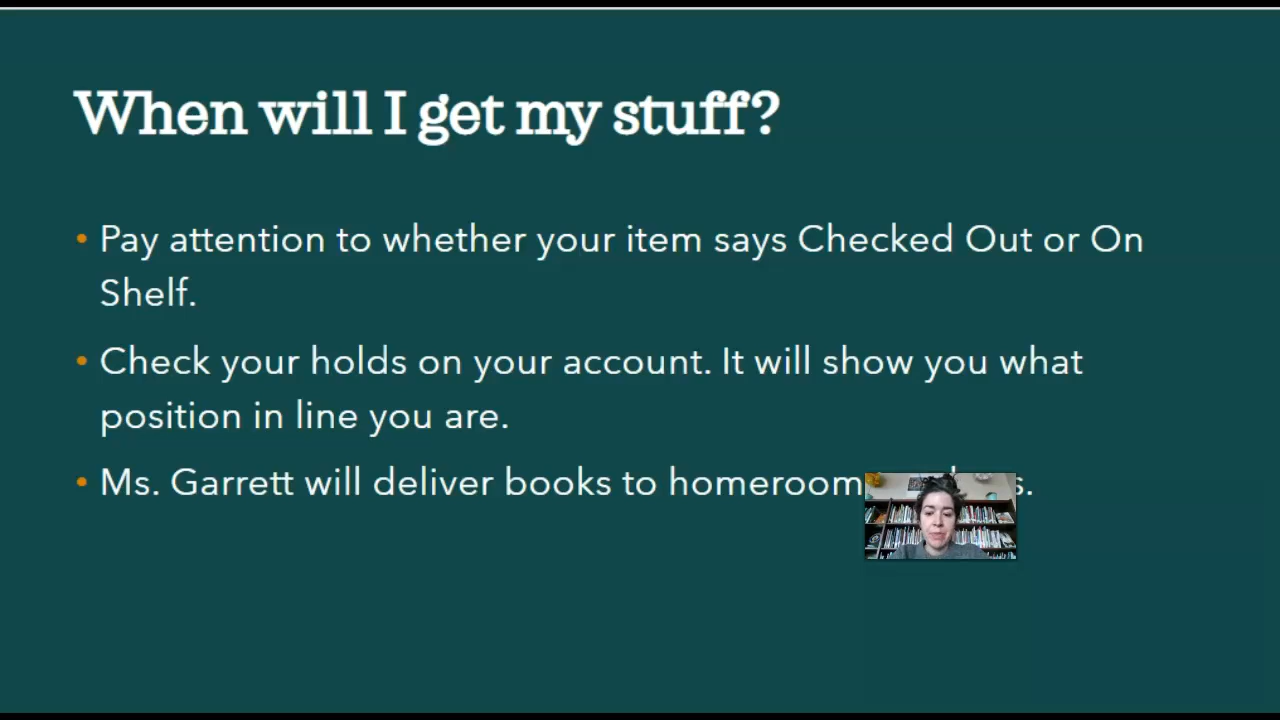 When will I get my stuff?
• Pay attention to whether your item says Checked Out or On
Shelf.
• Check your holds on your account. It will show you what
position in line you are.
• Ms. Garrett will deliver books to homeroom